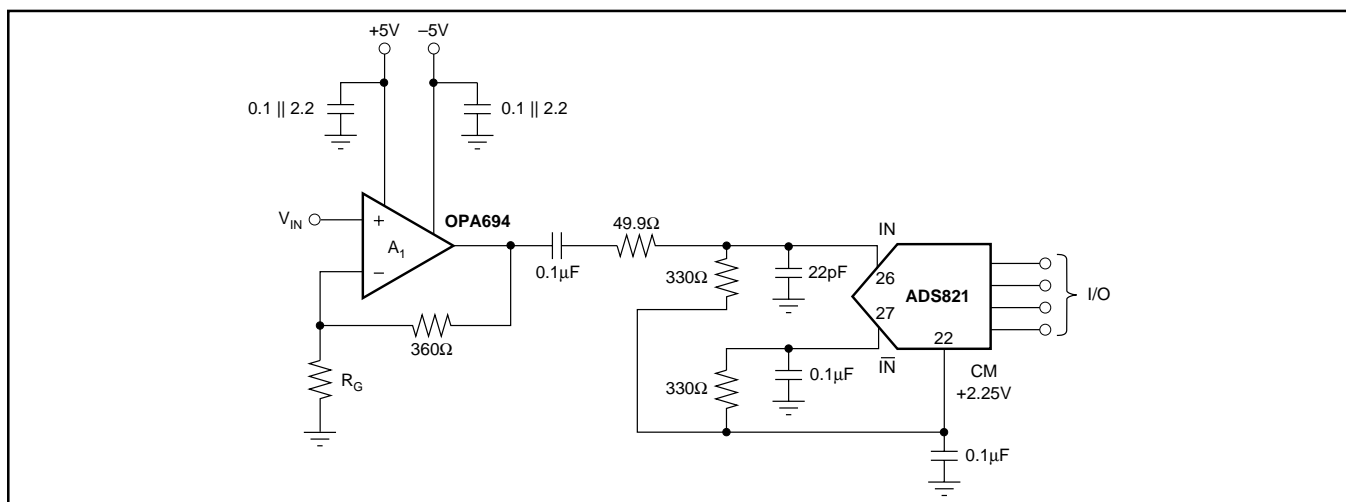 +5V
–5V
0.1 || 2.2
0.1 || 2.2
V_IN
+
A_1
–
OPA694
0.1µF
49.9Ω
360Ω
R_G
330Ω
22pF
330Ω
0.1µF
IN
26
ADS821
27
22
I/O
I̅N̅
CM
+2.25V
0.1µF